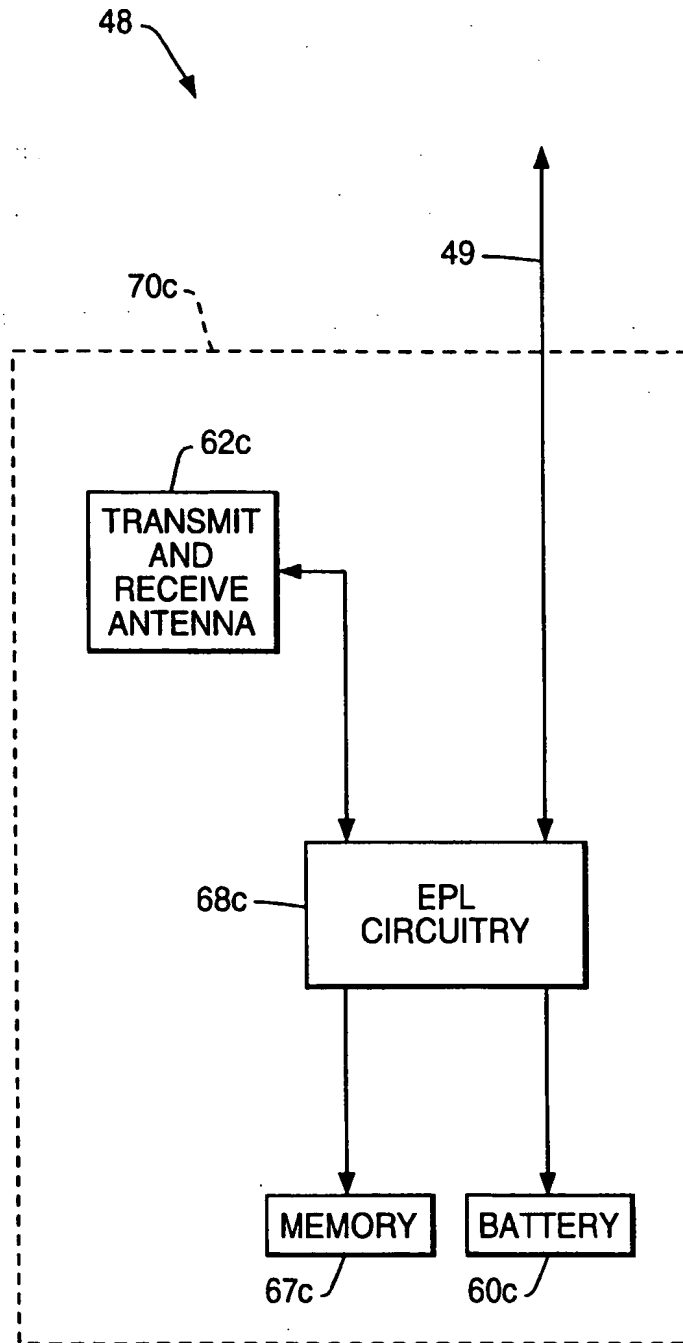 48
49
70c
62c
TRANSMIT
AND
RECEIVE
ANTENNA
68c
EPL
CIRCUITRY
MEMORY
BATTERY
67c
60c